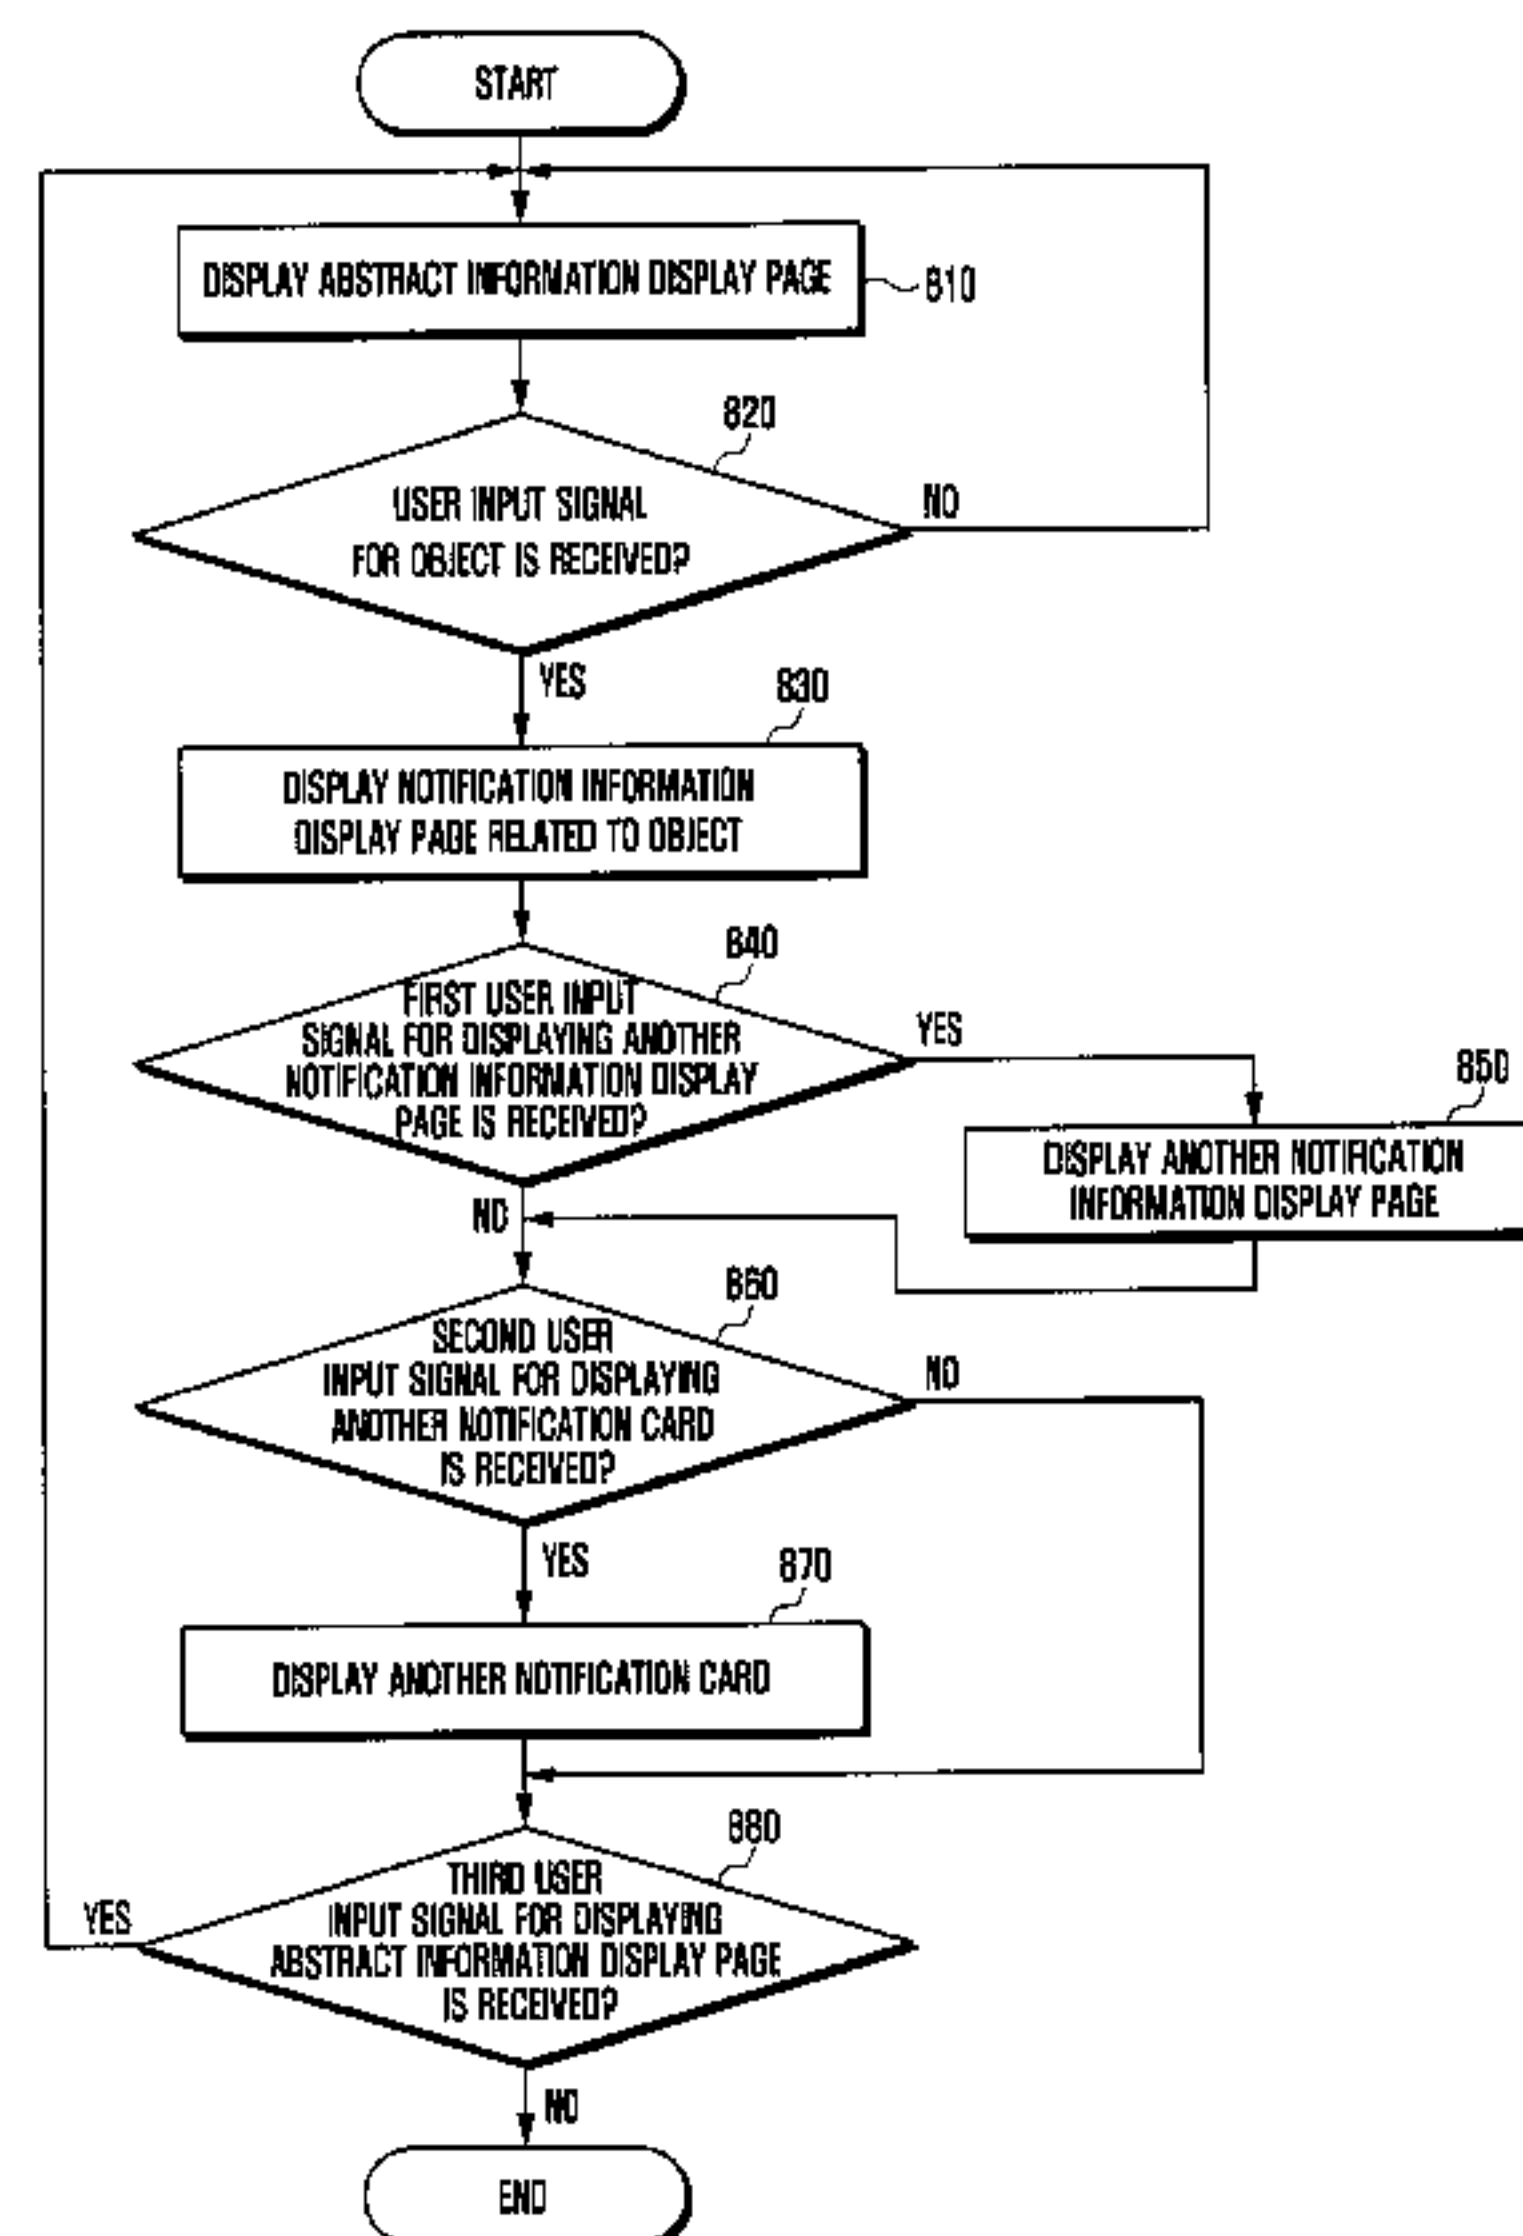 START
DISPLAY ABSTRACT INFORMATION DISPLAY PAGE
810
820
USER INPUT SIGNAL
FOR OBJECT IS RECEIVED?
NO
YES
830
DISPLAY NOTIFICATION INFORMATION
DISPLAY PAGE RELATED TO OBJECT
840
FIRST USER INPUT
SIGNAL FOR DISPLAYING ANOTHER
NOTIFICATION INFORMATION DISPLAY
PAGE IS RECEIVED?
YES
850
DISPLAY ANOTHER NOTIFICATION
INFORMATION DISPLAY PAGE
NO
860
SECOND USER
INPUT SIGNAL FOR DISPLAYING
ANOTHER NOTIFICATION CARD
IS RECEIVED?
NO
YES
870
DISPLAY ANOTHER NOTIFICATION CARD
880
THIRD USER
INPUT SIGNAL FOR DISPLAYING
ABSTRACT INFORMATION DISPLAY PAGE
IS RECEIVED?
YES
NO
END